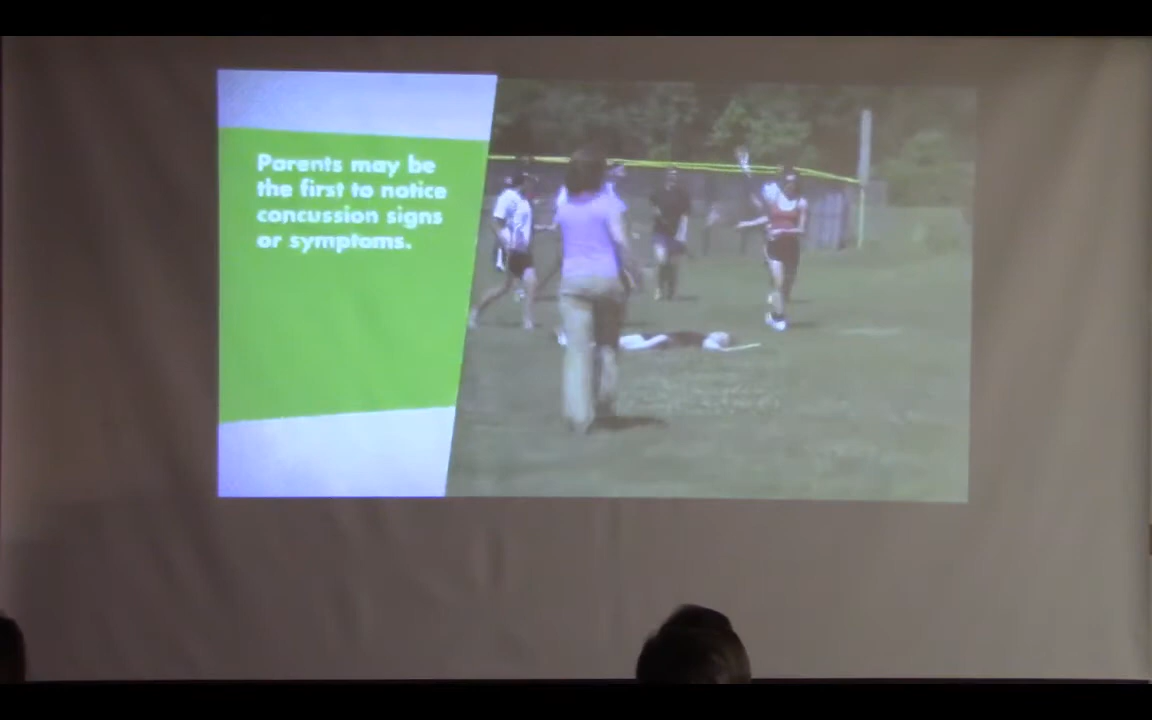 Parents may be
the first to notice
concussion signs
or symptoms.